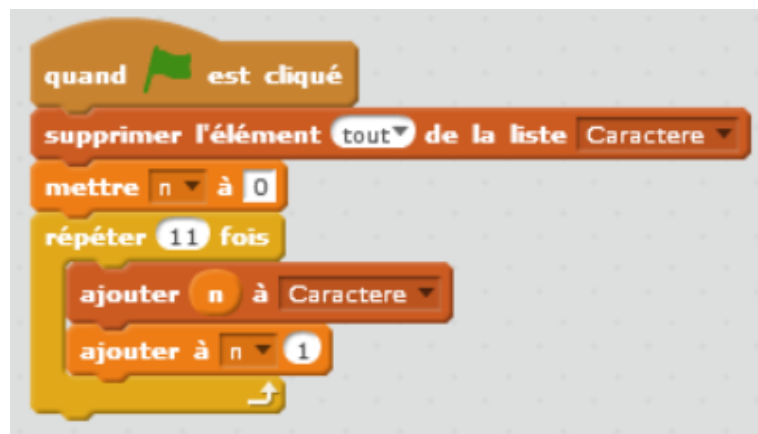 quand est cliqué
supprimer l'élément tout de la liste Caractere
mettre n à 0
répéter 11 fois
ajouter n à Caractere
ajouter à n 1